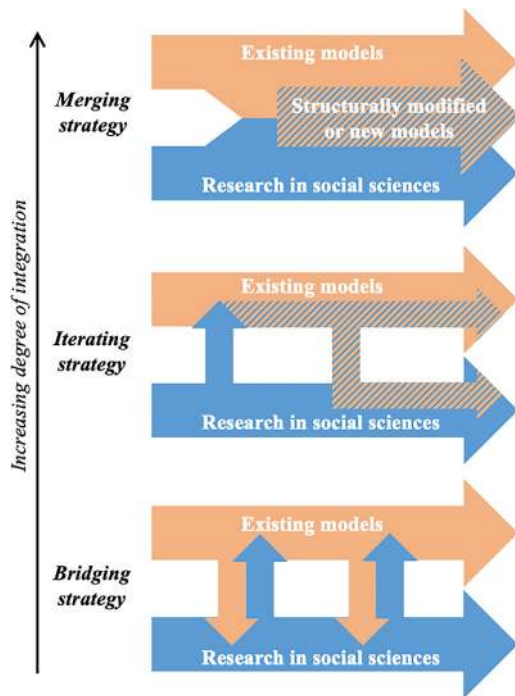 Existing models
Merging
strategy
Structurally modified
or new models
Research in social sciences
Increasing degree of integration
Existing models
Iterating
strategy
Research in social sciences
Existing models
Bridging
strategy
Research in social sciences